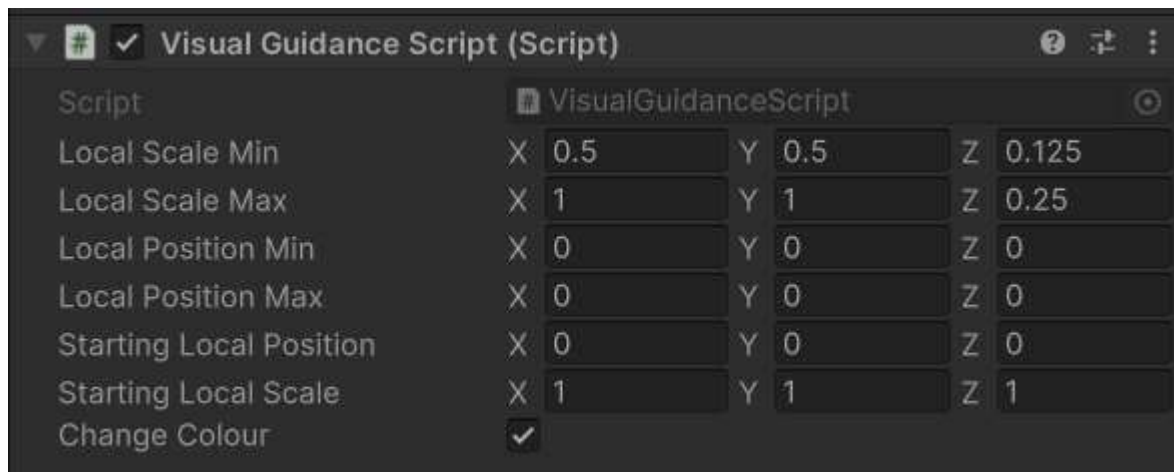 Visual Guidance Script (Script)
Script VisualGuidanceScript
Local Scale Min X 0.5 Y 0.5 Z 0.125
Local Scale Max X 1 Y 1 Z 0.25
Local Position Min X 0 Y 0 Z 0
Local Position Max X 0 Y 0 Z 0
Starting Local Position X 0 Y 0 Z 0
Starting Local Scale X 1 Y 1 Z 1
Change Colour